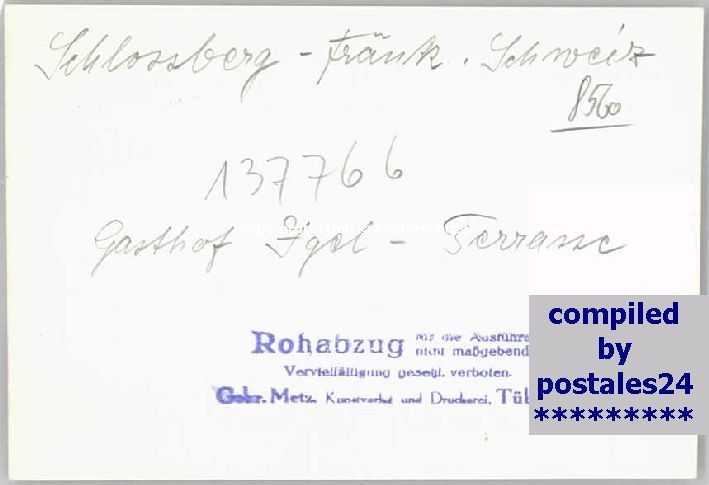 Schlossberg - Fränk. Schweiz
8560
137766
Gasthof Igel - Terrasse
Rohabzug für die Ausführ
nicht maßgebend
Vervielfältigung gesetzl. verboten.
Gebr. Metz, Kunstverlag und Druckerei, Tüb
compiled
by
postales24
*********